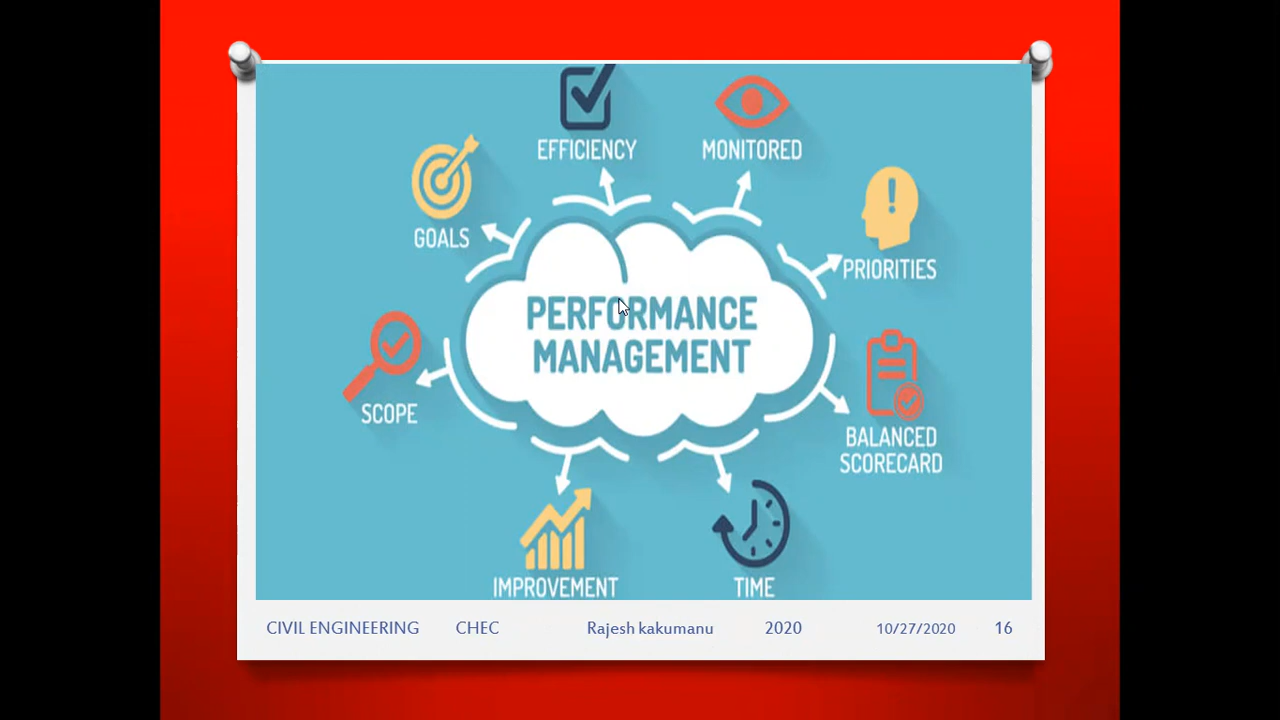 EFFICIENCY
MONITORED
GOALS
PRIORITIES
PERFORMANCE
MANAGEMENT
SCOPE
BALANCED
SCORECARD
IMPROVEMENT
TIME
CIVIL ENGINEERING CHEC Rajesh kakumanu 2020 10/27/2020 16